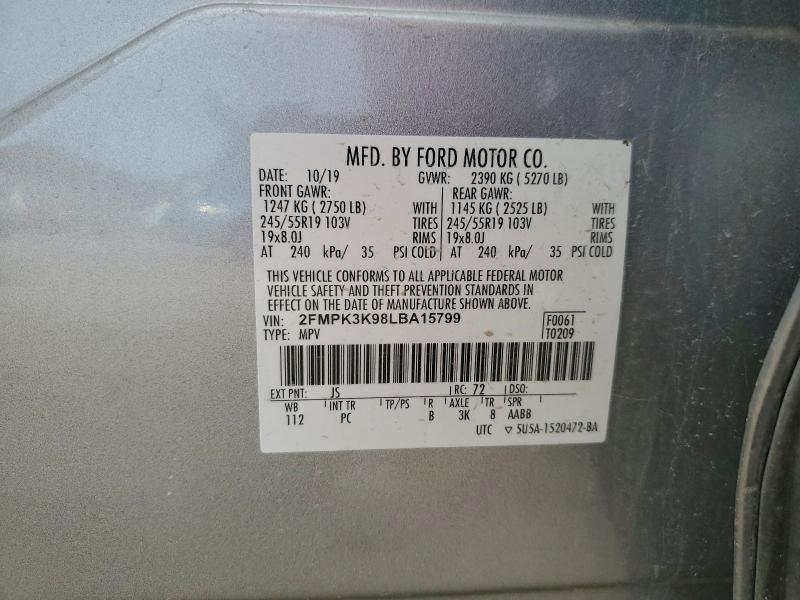 MFD. BY FORD MOTOR CO.
DATE: 10/19 GVWR: 2390 KG ( 5270 LB)
FRONT GAWR: REAR GAWR:
1247 KG ( 2750 LB) WITH 1145 KG ( 2525 LB) WITH
245/55R19 103V TIRES 245/55R19 103V TIRES
19x8.0J RIMS 19x8.0J RIMS
AT 240 kPa/ 35 PSI COLD AT 240 kPa/ 35 PSI COLD
THIS VEHICLE CONFORMS TO ALL APPLICABLE FEDERAL MOTOR
VEHICLE SAFETY AND THEFT PREVENTION STANDARDS IN
EFFECT ON THE DATE OF MANUFACTURE SHOWN ABOVE.
VIN: 2FMPK3K98LBA15799 F0061
TYPE: MPV T0209
EXT PNT: JS RC: 72 DSO:
WB INT TR TP/PS R AXLE TR SPR
112 PC B 3K 8 AABB
UTC ▽ 5U5A-1520472-BA